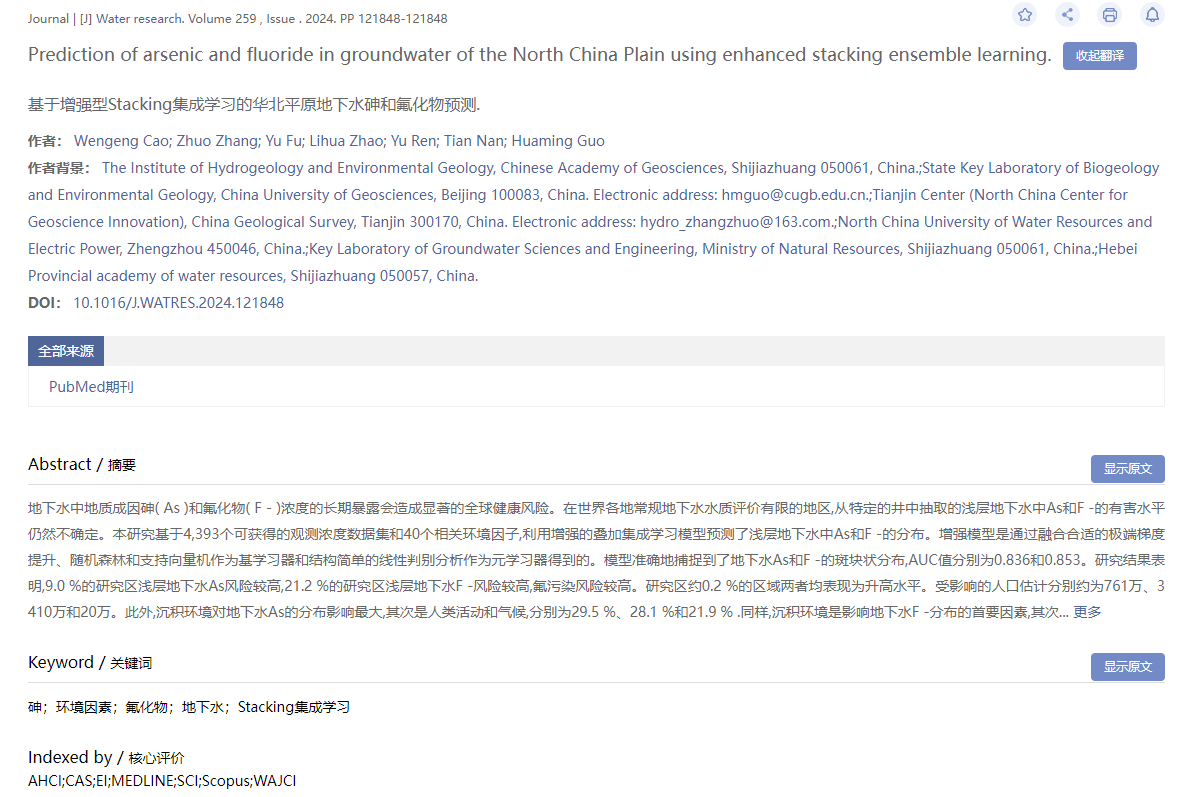 Journal | [J] Water research. Volume 259 , Issue . 2024. PP 121848-121848
Prediction of arsenic and fluoride in groundwater of the North China Plain using enhanced stacking ensemble learning. 收起翻译
基于增强型Stacking集成学习的华北平原地下水砷和氟化物预测.
作者： Wengeng Cao; Zhuo Zhang; Yu Fu; Lihua Zhao; Yu Ren; Tian Nan; Huaming Guo
作者背景： The Institute of Hydrogeology and Environmental Geology, Chinese Academy of Geosciences, Shijiazhuang 050061, China.;State Key Laboratory of Biogeology
and Environmental Geology, China University of Geosciences, Beijing 100083, China. Electronic address: hmguo@cugb.edu.cn.;Tianjin Center (North China Center for
Geoscience Innovation), China Geological Survey, Tianjin 300170, China. Electronic address: hydro_zhangzhuo@163.com.;North China University of Water Resources and
Electric Power, Zhengzhou 450046, China.;Key Laboratory of Groundwater Sciences and Engineering, Ministry of Natural Resources, Shijiazhuang 050061, China.;Hebei
Provincial academy of water resources, Shijiazhuang 050057, China.
DOI： 10.1016/J.WATRES.2024.121848
全部来源
PubMed期刊
Abstract / 摘要
显示原文
地下水中地质成因砷( As )和氟化物( F - )浓度的长期暴露会造成显著的全球健康风险。在世界各地常规地下水水质评价有限的地区,从特定的井中抽取的浅层地下水中As和F -的有害水平
仍然不确定。本研究基于4,393个可获得的观测浓度数据集和40个相关环境因子,利用增强的叠加集成学习模型预测了浅层地下水中As和F -的分布。增强模型是通过融合合适的极端梯度
提升、随机森林和支持向量机作为基学习器和结构简单的线性判别分析作为元学习器得到的。模型准确地捕捉到了地下水As和F -的斑块状分布,AUC值分别为0.836和0.853。研究结果表
明,9.0 %的研究区浅层地下水As风险较高,21.2 %的研究区浅层地下水F -风险较高,氟污染风险较高。研究区约0.2 %的区域两者均表现为升高水平。受影响的人口估计分别约为761万、3
410万和20万。此外,沉积环境对地下水As的分布影响最大,其次是人类活动和气候,分别为29.5 %、28.1 %和21.9 % .同样,沉积环境是影响地下水F -分布的首要因素,其次... 更多
Keyword / 关键词
显示原文
砷；环境因素；氟化物；地下水；Stacking集成学习
Indexed by / 核心评价
AHCI;CAS;EI;MEDLINE;SCI;Scopus;WAJCI